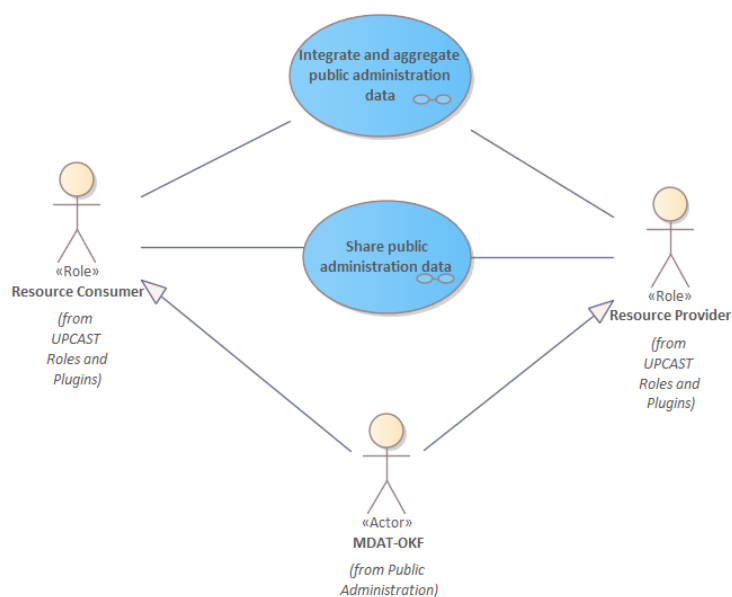 Integrate and aggregate
public administration
data
Share public
administration data
«Role»
Resource Consumer
(from
UPCAST
Roles and
Plugins)
«Role»
Resource Provider
(from
UPCAST
Roles and
Plugins)
«Actor»
MDAT-OKF
(from Public
Administration)